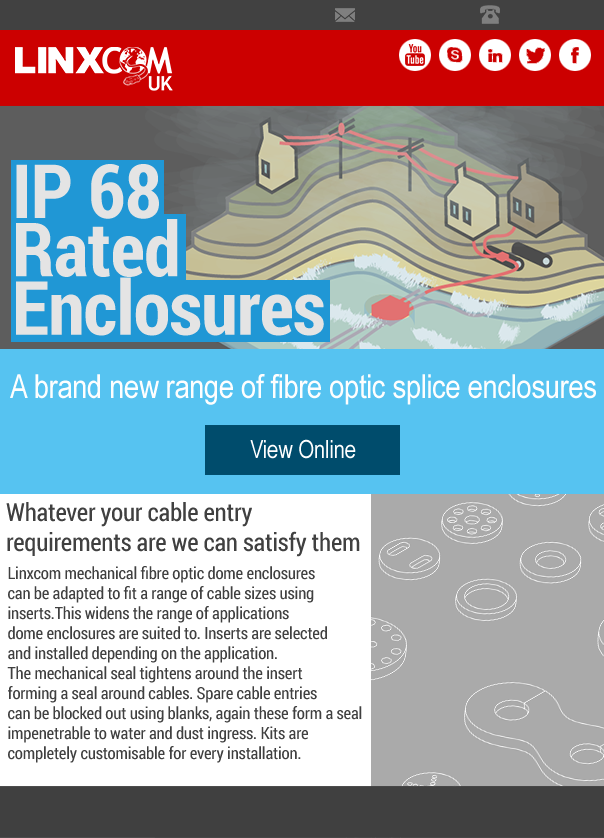 LINXCOM
UK
You
Tube
in
f
IP 68
Rated
Enclosures
A brand new range of fibre optic splice enclosures
View Online
Whatever your cable entry
requirements are we can satisfy them
Linxcom mechanical fibre optic dome enclosures
can be adapted to fit a range of cable sizes using
inserts.This widens the range of applications
dome enclosures are suited to. Inserts are selected
and installed depending on the application.
The mechanical seal tightens around the insert
forming a seal around cables. Spare cable entries
can be blocked out using blanks, again these form a seal
impenetrable to water and dust ingress. Kits are
completely customisable for every installation.